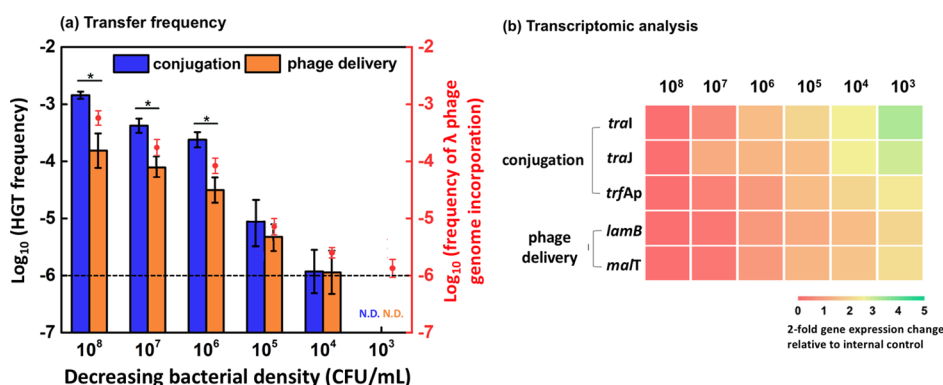 (a) Transfer frequency
conjugation
phage delivery
Log10 (HGT frequency)
-2
-3
-4
-5
-6
-7
*
*
*
N.D. N.D.
10^8
10^7
10^6
10^5
10^4
10^3
Decreasing bacterial density (CFU/mL)
-2
-3
-4
-5
-6
-7
Log10 (frequency of λ phage
genome incorporation)
(b) Transcriptomic analysis
10^8
10^7
10^6
10^5
10^4
10^3
conjugation
traI
traJ
trfAp
phage
delivery
lamB
malT
0
1
2
3
4
5
2-fold gene expression change
relative to internal control